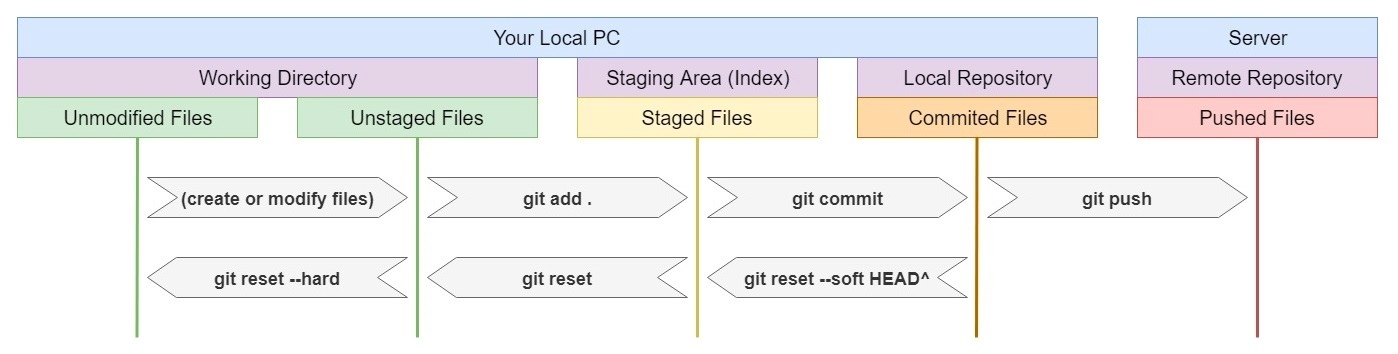 Your Local PC
Server
Working Directory
Staging Area (Index)
Local Repository
Remote Repository
Unmodified Files
Unstaged Files
Staged Files
Commited Files
Pushed Files
(create or modify files)
git add .
git commit
git push
git reset --hard
git reset
git reset --soft HEAD^